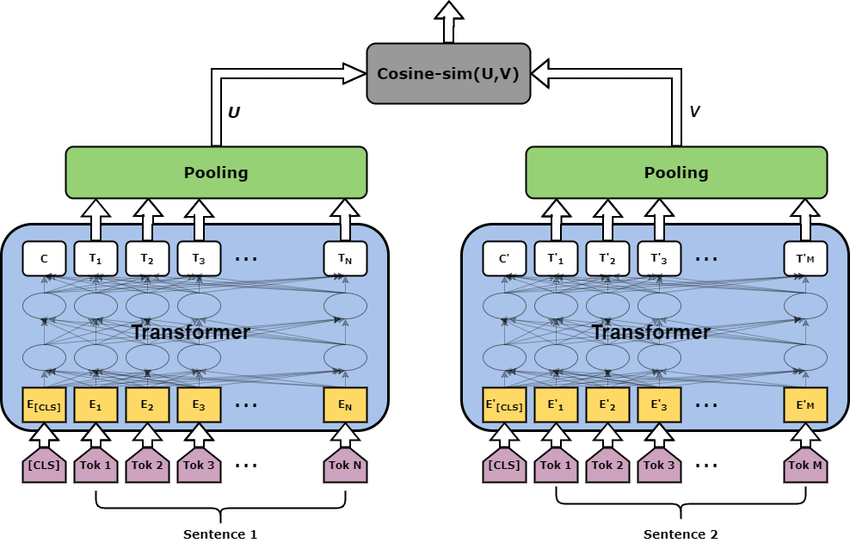 Cosine-sim(U,V)
U
V
Pooling
Pooling
C T1 T2 T3 ... TN
C' T'1 T'2 T'3 ... T'M
Transformer
Transformer
E[CLS] E1 E2 E3 ... EN
E'[CLS] E'1 E'2 E'3 ... E'M
[CLS] Tok 1 Tok 2 Tok 3 ... Tok N
[CLS] Tok 1 Tok 2 Tok 3 ... Tok M
Sentence 1
Sentence 2